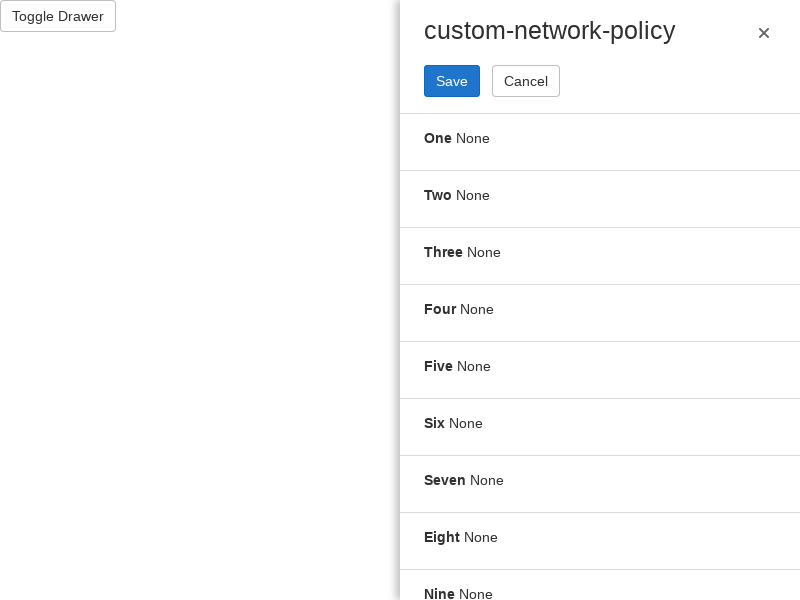 Toggle Drawer
custom-network-policy
Save Cancel
One None
Two None
Three None
Four None
Five None
Six None
Seven None
Eight None
Nine None